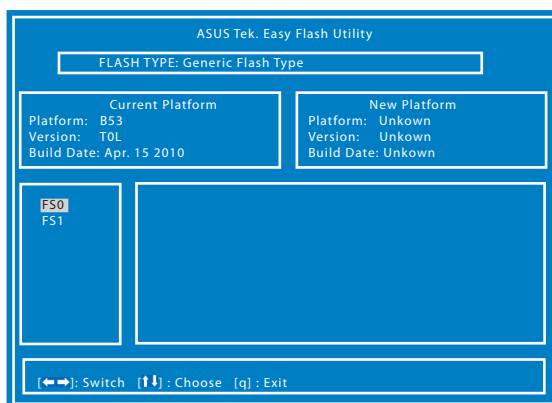 ASUS Tek. Easy Flash Utility
FLASH TYPE: Generic Flash Type
Current Platform
Platform: B53
Version: T0L
Build Date: Apr. 15 2010
New Platform
Platform: Unkown
Version: Unkown
Build Date: Unkown
FS0
FS1
[←→]: Switch [↑↓] : Choose [q] : Exit